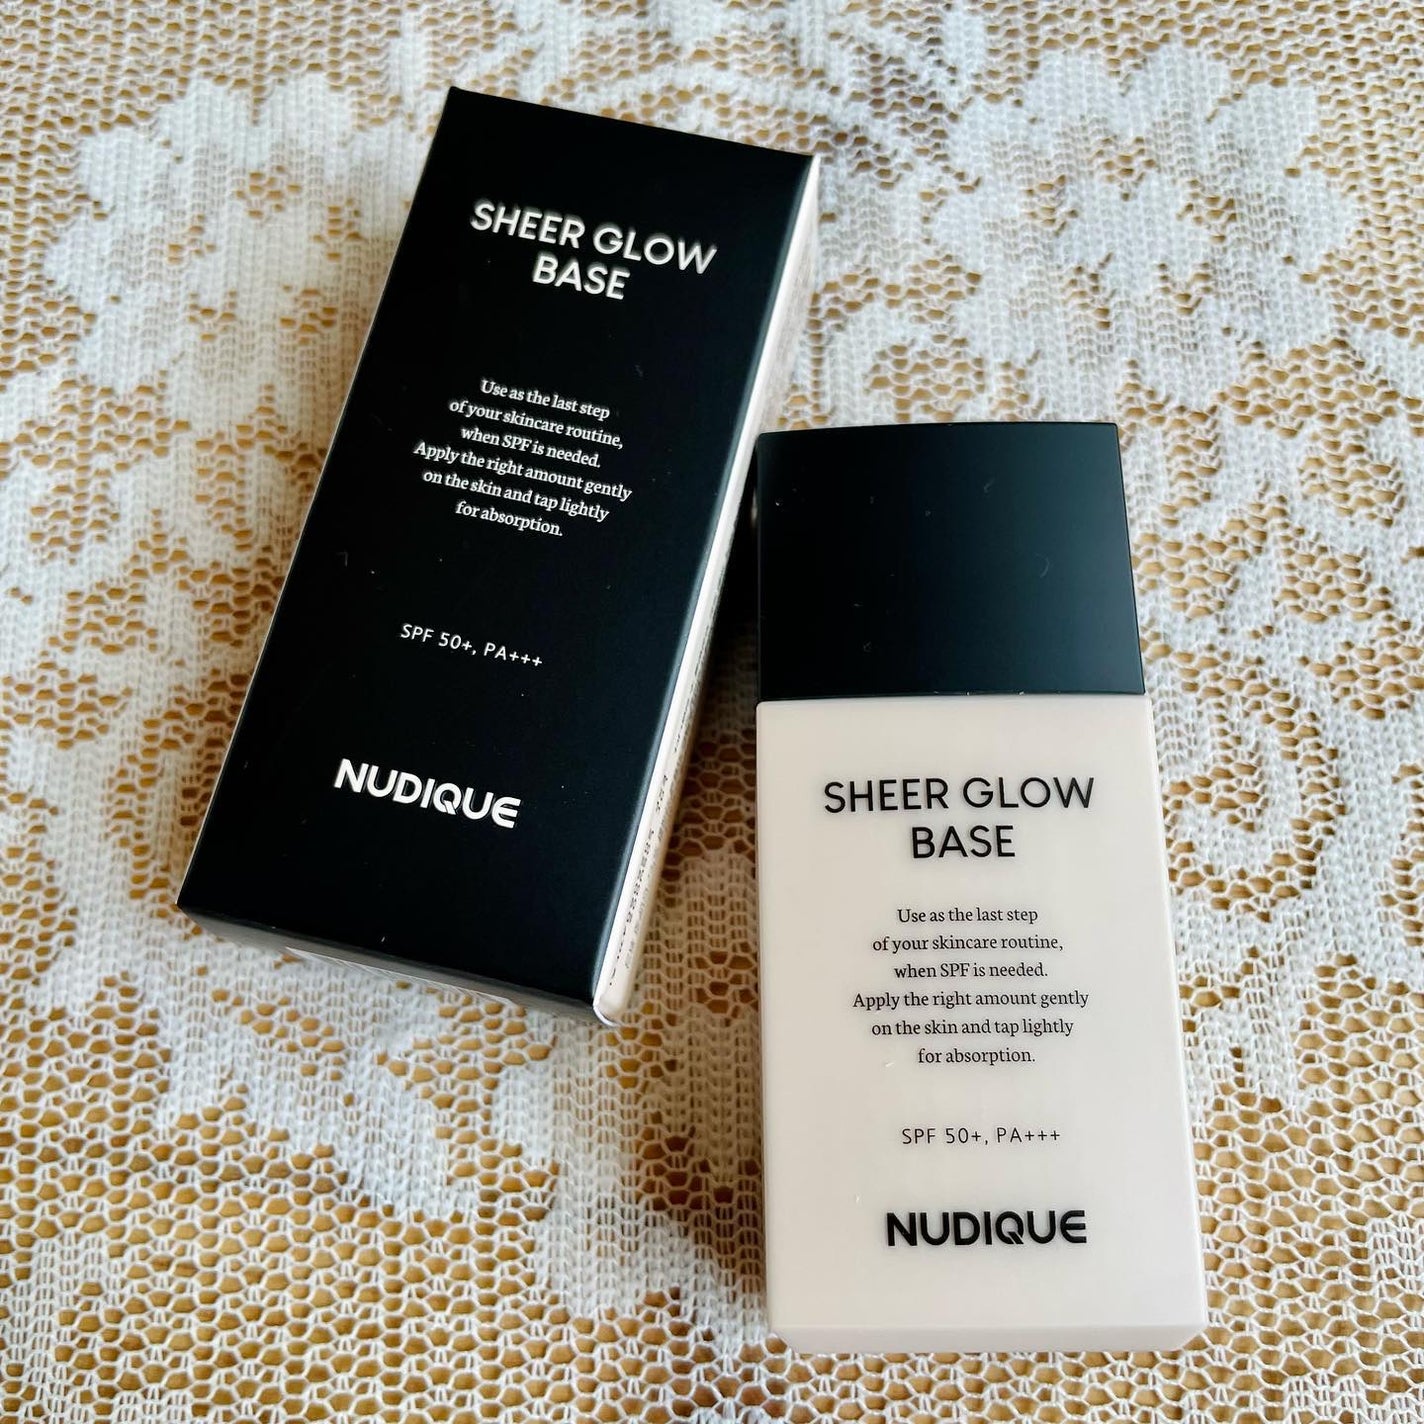 SHEER GLOW
BASE
Use as the last step
of your skincare routine,
when SPF is needed.
Apply the right amount gently
on the skin and tap lightly
for absorption.
SPF 50+, PA+++
NUDIQUE
SHEER GLOW
BASE
Use as the last step
of your skincare routine,
when SPF is needed.
Apply the right amount gently
on the skin and tap lightly
for absorption.
SPF 50+, PA+++
NUDIQUE